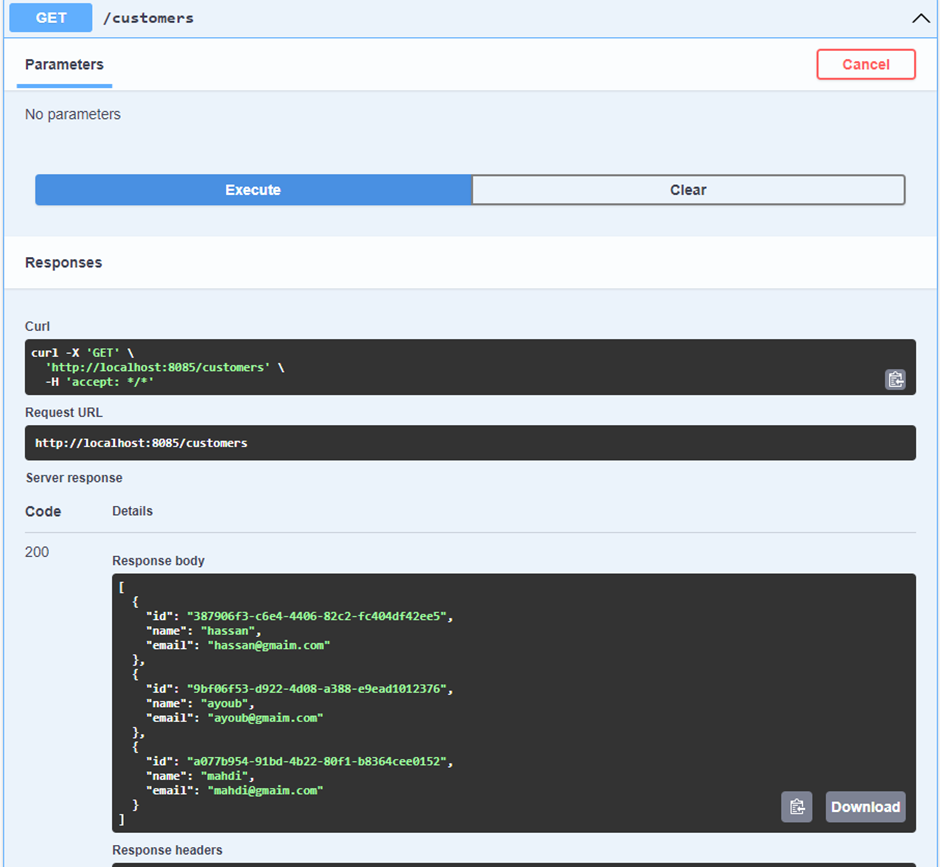 GET /customers
Parameters Cancel
No parameters
Execute Clear
Responses
Curl
curl -X 'GET' \
  'http://localhost:8085/customers' \
  -H 'accept: */*'
Request URL
http://localhost:8085/customers
Server response
Code Details
200
Response body
[
  {
    "id": "387906f3-c6e4-4406-82c2-fc404df42ee5",
    "name": "hassan",
    "email": "hassan@gmaim.com"
  },
  {
    "id": "9bf06f53-d922-4d08-a388-e9ead1012376",
    "name": "ayoub",
    "email": "ayoub@gmaim.com"
  },
  {
    "id": "a077b954-91bd-4b22-80f1-b8364cee0152",
    "name": "mahdi",
    "email": "mahdi@gmaim.com"
  }
]
Download
Response headers